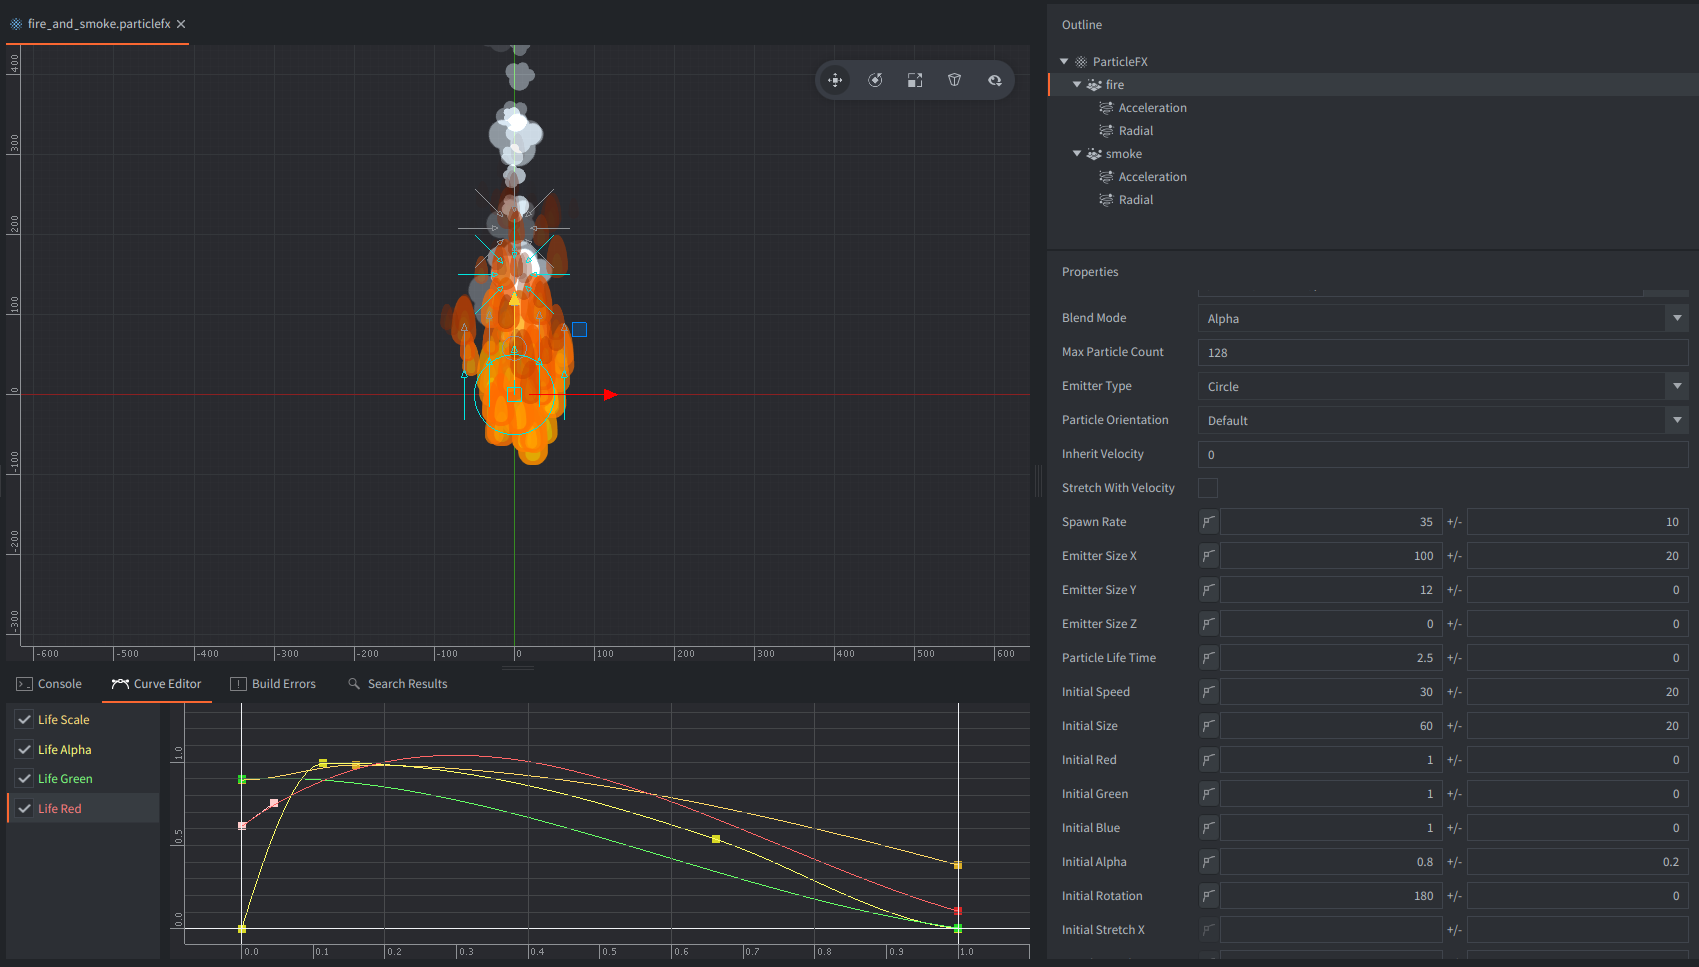 fire_and_smoke.particlefx
400
300
200
100
0
-100
-200
-300
-600
-500
-400
-300
-200
-100
0
100
200
300
400
500
600
Console
Curve Editor
Build Errors
Search Results
Life Scale
Life Alpha
Life Green
Life Red
1.0
0.5
0.0
0.0
0.1
0.2
0.3
0.4
0.5
0.6
0.7
0.8
0.9
1.0
Outline
ParticleFX
fire
Acceleration
Radial
smoke
Acceleration
Radial
Properties
Blend Mode Alpha
Max Particle Count 128
Emitter Type Circle
Particle Orientation Default
Inherit Velocity 0
Stretch With Velocity
Spawn Rate 35 +/- 10
Emitter Size X 100 +/- 20
Emitter Size Y 12 +/- 0
Emitter Size Z 0 +/- 0
Particle Life Time 2.5 +/- 0
Initial Speed 30 +/- 20
Initial Size 60 +/- 20
Initial Red 1 +/- 0
Initial Green 1 +/- 0
Initial Blue 1 +/- 0
Initial Alpha 0.8 +/- 0.2
Initial Rotation 180 +/- 0
Initial Stretch X +/-